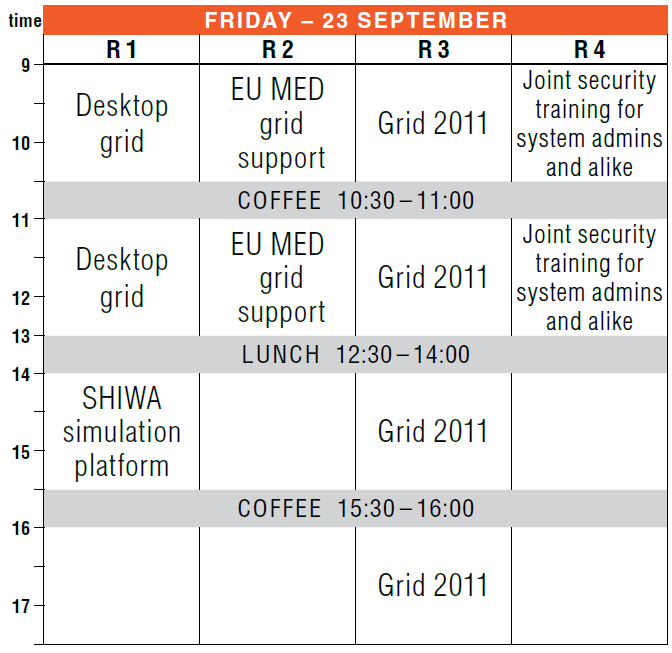 time
FRIDAY – 23 SEPTEMBER
R 1
R 2
R 3
R 4
9
Desktop
grid
EU MED
grid
support
Grid 2011
Joint security
training for
system admins
and alike
10
COFFEE 10:30 – 11:00
11
Desktop
grid
EU MED
grid
support
Grid 2011
Joint security
training for
system admins
and alike
12
13
LUNCH 12:30 – 14:00
14
SHIWA
simulation
platform
Grid 2011
15
COFFEE 15:30 – 16:00
16
Grid 2011
17